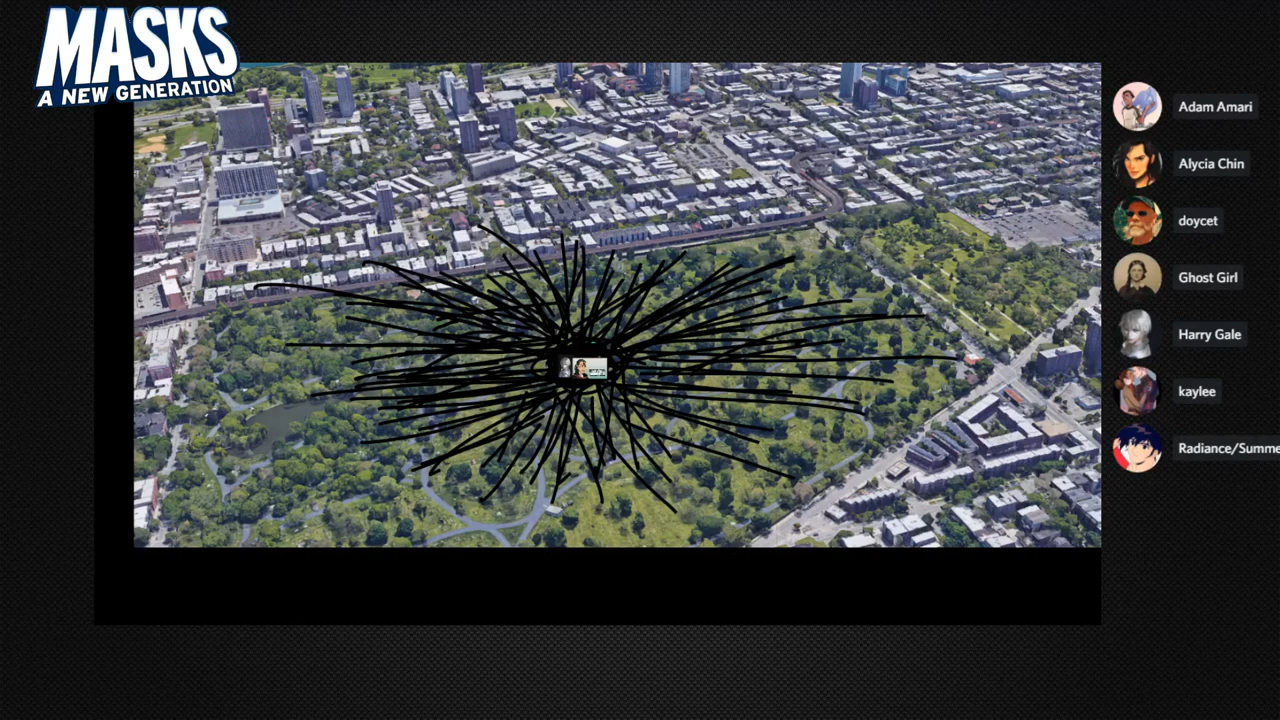 MASKS
A NEW GENERATION
Adam Amari
Alycia Chin
doycet
Ghost Girl
Harry Gale
kaylee
Radiance/Summe